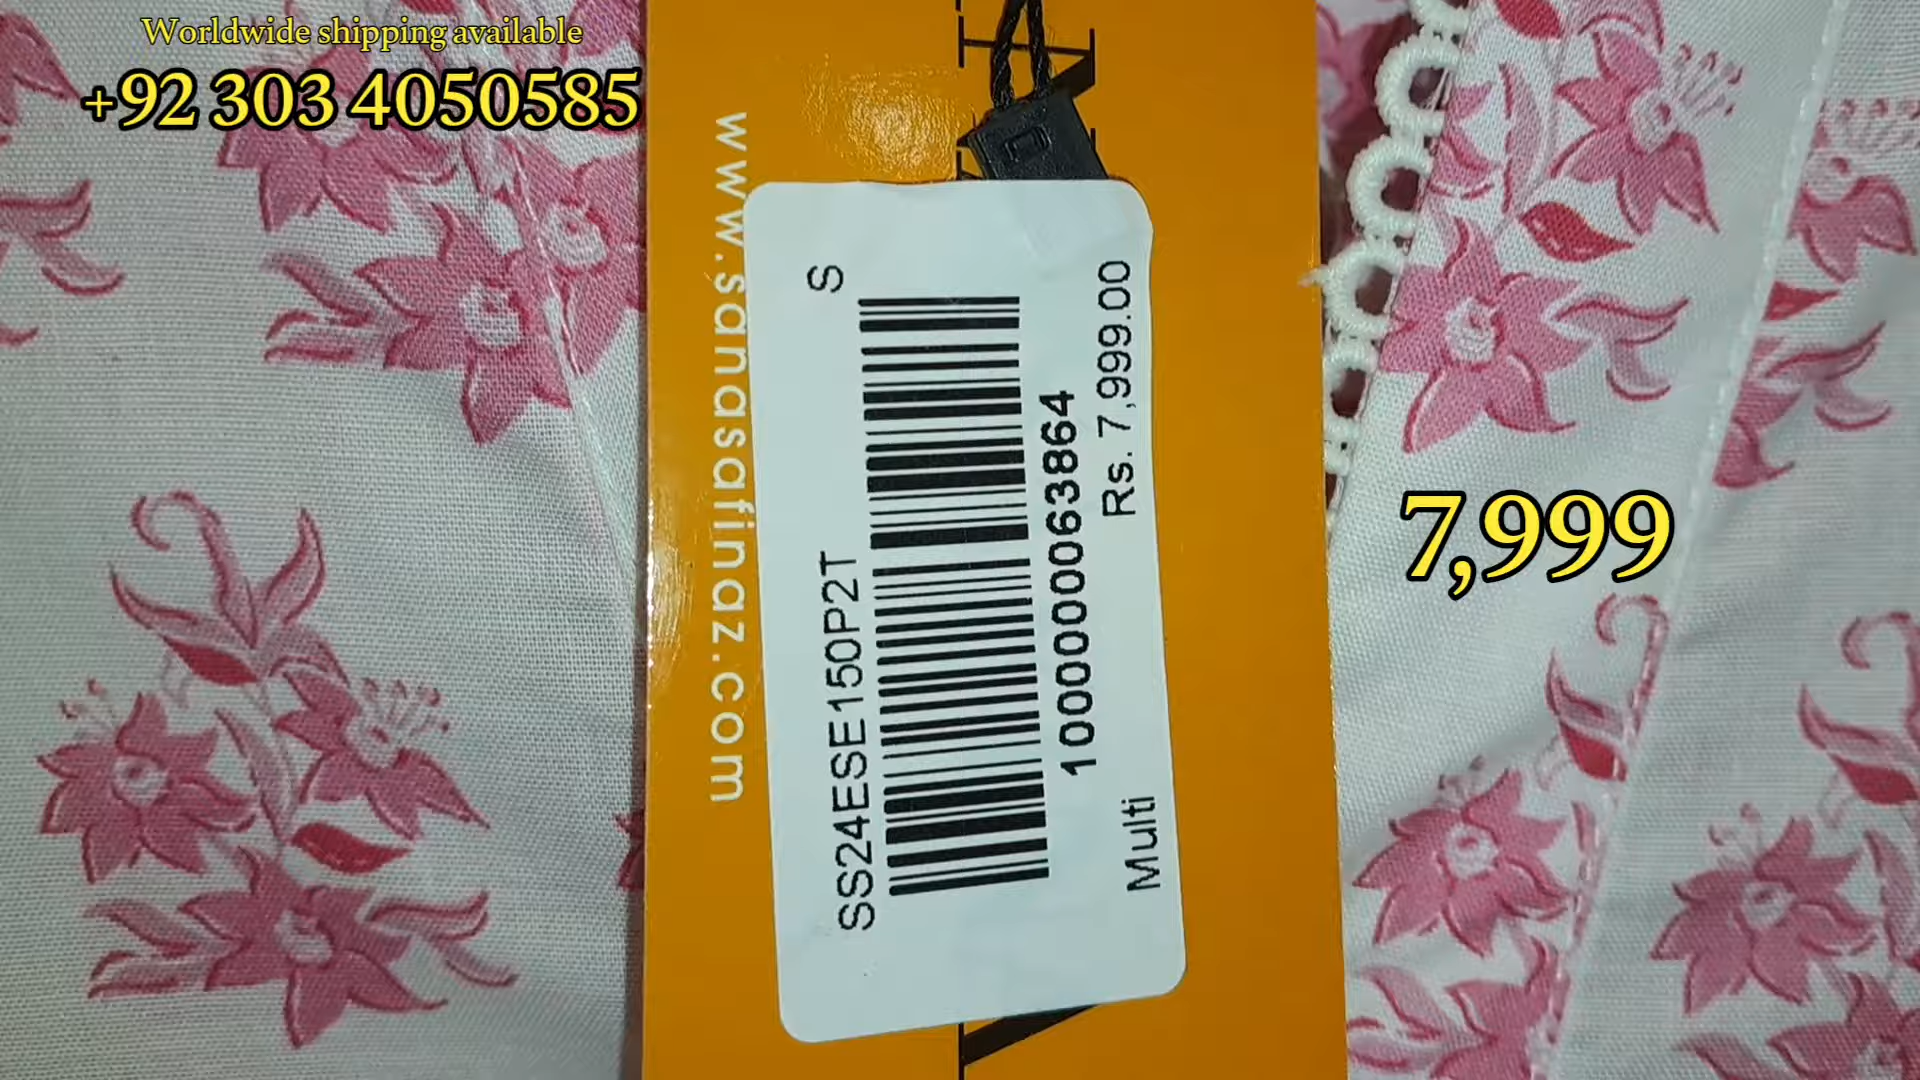 Worldwide shipping available
+92 303 4050585
www.sanasafinaz.com
SS24ESE150P2T S
1000000063864
Multi Rs. 7,999.00
7,999